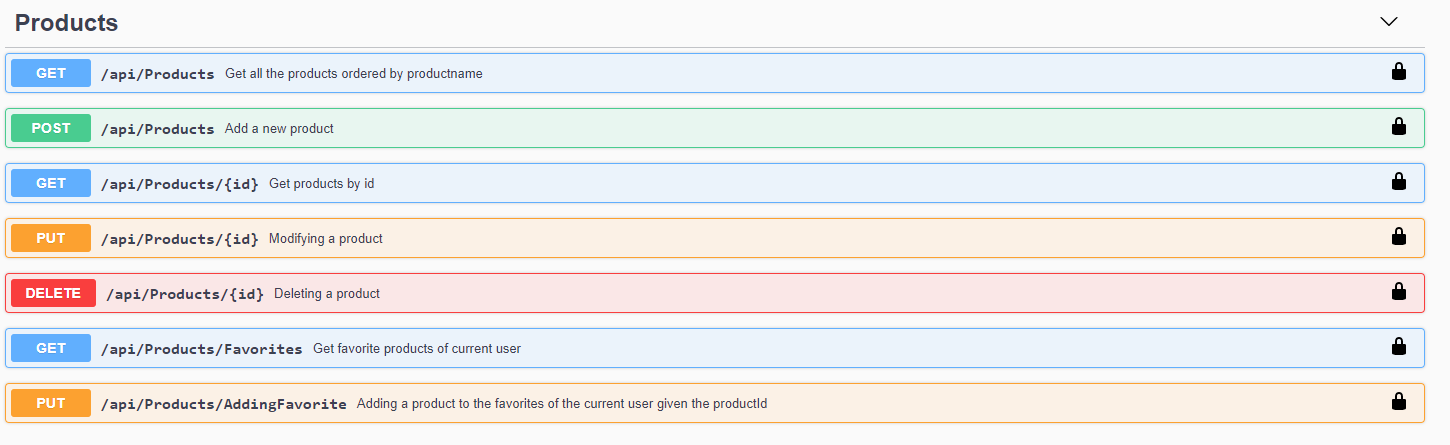 Products
GET /api/Products Get all the products ordered by productname
POST /api/Products Add a new product
GET /api/Products/{id} Get products by id
PUT /api/Products/{id} Modifying a product
DELETE /api/Products/{id} Deleting a product
GET /api/Products/Favorites Get favorite products of current user
PUT /api/Products/AddingFavorite Adding a product to the favorites of the current user given the productId